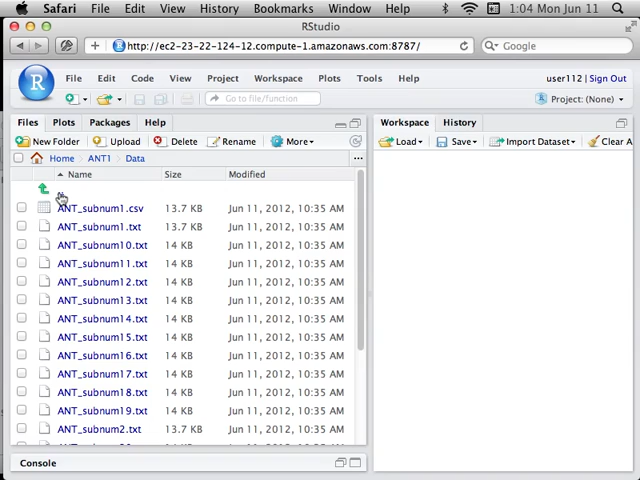 Safari File Edit View History Bookmarks Window Help 1:04 Mon Jun 11
RStudio
http://ec2-23-22-124-12.compute-1.amazonaws.com:8787/ Google
R File Edit Code View Project Workspace Plots Tools Help user112 Sign Out
Go to file/function Project: (None)
Files Plots Packages Help Workspace History
New Folder Upload Delete Rename More Load Save Import Dataset Clear A
Home ANT1 Data ...
Name Size Modified
..
ANT_subnum1.csv 13.7 KB Jun 11, 2012, 10:35 AM
ANT_subnum1.txt 13.7 KB Jun 11, 2012, 10:35 AM
ANT_subnum10.txt 14 KB Jun 11, 2012, 10:35 AM
ANT_subnum11.txt 14 KB Jun 11, 2012, 10:35 AM
ANT_subnum12.txt 14 KB Jun 11, 2012, 10:35 AM
ANT_subnum13.txt 14 KB Jun 11, 2012, 10:35 AM
ANT_subnum14.txt 14 KB Jun 11, 2012, 10:35 AM
ANT_subnum15.txt 14 KB Jun 11, 2012, 10:35 AM
ANT_subnum16.txt 14 KB Jun 11, 2012, 10:35 AM
ANT_subnum17.txt 14 KB Jun 11, 2012, 10:35 AM
ANT_subnum18.txt 14 KB Jun 11, 2012, 10:35 AM
ANT_subnum19.txt 14 KB Jun 11, 2012, 10:35 AM
ANT_subnum2.txt 13.7 KB Jun 11, 2012, 10:35 AM
Console